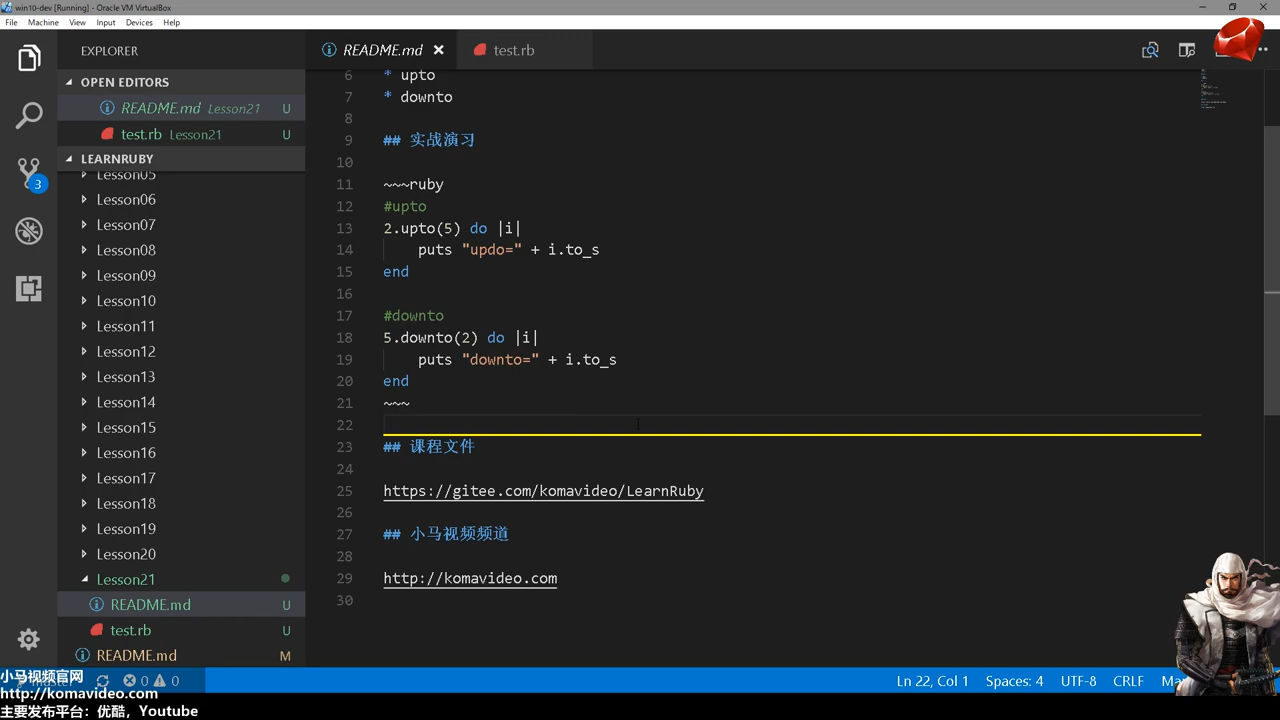 win10-dev [Running] - Oracle VM VirtualBox
File Machine View Input Devices Help
EXPLORER
README.md
test.rb
OPEN EDITORS
README.md Lesson21 U
test.rb Lesson21 U
LEARNRUBY
Lesson05
Lesson06
Lesson07
Lesson08
Lesson09
Lesson10
Lesson11
Lesson12
Lesson13
Lesson14
Lesson15
Lesson16
Lesson17
Lesson18
Lesson19
Lesson20
Lesson21
README.md U
test.rb U
README.md M
3
6 * upto
7 * downto
8
9 ## 实战演习
10
11 ~~~ruby
12 #upto
13 2.upto(5) do |i|
14 puts "updo=" + i.to_s
15 end
16
17 #downto
18 5.downto(2) do |i|
19 puts "downto=" + i.to_s
20 end
21 ~~~
22
23 ## 课程文件
24
25 https://gitee.com/komavideo/LearnRuby
26
27 ## 小马视频频道
28
29 http://komavideo.com
30
小马视频官网
http://komavideo.com
主要发布平台：优酷，Youtube
0 0
Ln 22, Col 1 Spaces: 4 UTF-8 CRLF